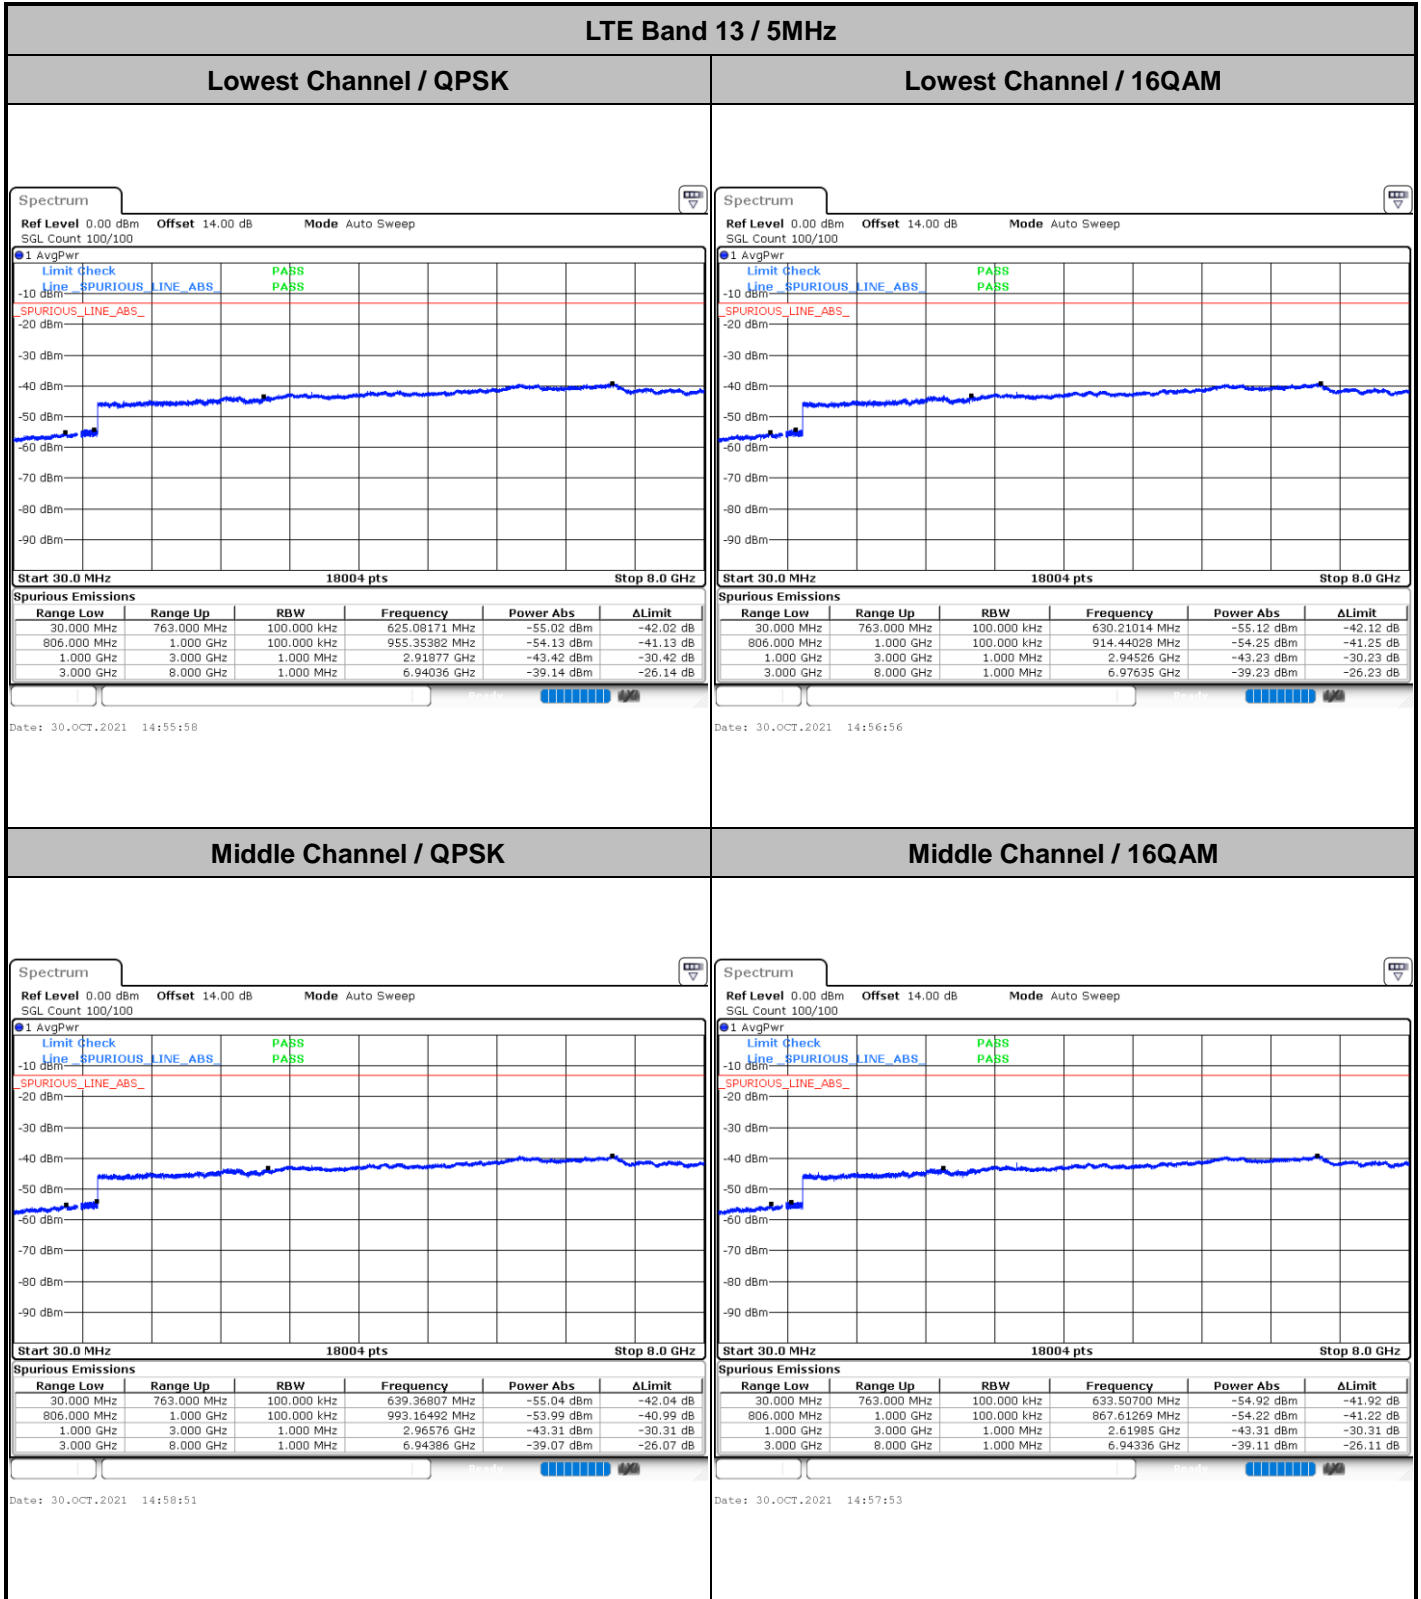 LTE Band 13 / 5MHz
Lowest Channel / QPSK
Lowest Channel / 16QAM
Spectrum
Ref Level 0.00 dBm Offset 14.00 dB Mode Auto Sweep
SGL Count 100/100
1 AvgPwr
Limit Check PASS
Line _SPURIOUS_LINE_ABS_ PASS
-10 dBm
_SPURIOUS_LINE_ABS_
-20 dBm
-30 dBm
-40 dBm
-50 dBm
-60 dBm
-70 dBm
-80 dBm
-90 dBm
Start 30.0 MHz 18004 pts Stop 8.0 GHz
Spurious Emissions
Range Low Range Up RBW Frequency Power Abs ΔLimit
30.000 MHz 763.000 MHz 100.000 kHz 625.08171 MHz -55.02 dBm -42.02 dB
806.000 MHz 1.000 GHz 100.000 kHz 955.35382 MHz -54.13 dBm -41.13 dB
1.000 GHz 3.000 GHz 1.000 MHz 2.91877 GHz -43.42 dBm -30.42 dB
3.000 GHz 8.000 GHz 1.000 MHz 6.94036 GHz -39.14 dBm -26.14 dB
Ready
Date: 30.OCT.2021 14:55:58
Spectrum
Ref Level 0.00 dBm Offset 14.00 dB Mode Auto Sweep
SGL Count 100/100
1 AvgPwr
Limit Check PASS
Line _SPURIOUS_LINE_ABS_ PASS
-10 dBm
_SPURIOUS_LINE_ABS_
-20 dBm
-30 dBm
-40 dBm
-50 dBm
-60 dBm
-70 dBm
-80 dBm
-90 dBm
Start 30.0 MHz 18004 pts Stop 8.0 GHz
Spurious Emissions
Range Low Range Up RBW Frequency Power Abs ΔLimit
30.000 MHz 763.000 MHz 100.000 kHz 630.21014 MHz -55.12 dBm -42.12 dB
806.000 MHz 1.000 GHz 100.000 kHz 914.44028 MHz -54.25 dBm -41.25 dB
1.000 GHz 3.000 GHz 1.000 MHz 2.94526 GHz -43.23 dBm -30.23 dB
3.000 GHz 8.000 GHz 1.000 MHz 6.97635 GHz -39.23 dBm -26.23 dB
Ready
Date: 30.OCT.2021 14:56:56
Middle Channel / QPSK
Middle Channel / 16QAM
Spectrum
Ref Level 0.00 dBm Offset 14.00 dB Mode Auto Sweep
SGL Count 100/100
1 AvgPwr
Limit Check PASS
Line _SPURIOUS_LINE_ABS_ PASS
-10 dBm
_SPURIOUS_LINE_ABS_
-20 dBm
-30 dBm
-40 dBm
-50 dBm
-60 dBm
-70 dBm
-80 dBm
-90 dBm
Start 30.0 MHz 18004 pts Stop 8.0 GHz
Spurious Emissions
Range Low Range Up RBW Frequency Power Abs ΔLimit
30.000 MHz 763.000 MHz 100.000 kHz 639.36807 MHz -55.04 dBm -42.04 dB
806.000 MHz 1.000 GHz 100.000 kHz 993.16492 MHz -53.99 dBm -40.99 dB
1.000 GHz 3.000 GHz 1.000 MHz 2.96576 GHz -43.31 dBm -30.31 dB
3.000 GHz 8.000 GHz 1.000 MHz 6.94386 GHz -39.07 dBm -26.07 dB
Ready
Date: 30.OCT.2021 14:58:51
Spectrum
Ref Level 0.00 dBm Offset 14.00 dB Mode Auto Sweep
SGL Count 100/100
1 AvgPwr
Limit Check PASS
Line _SPURIOUS_LINE_ABS_ PASS
-10 dBm
_SPURIOUS_LINE_ABS_
-20 dBm
-30 dBm
-40 dBm
-50 dBm
-60 dBm
-70 dBm
-80 dBm
-90 dBm
Start 30.0 MHz 18004 pts Stop 8.0 GHz
Spurious Emissions
Range Low Range Up RBW Frequency Power Abs ΔLimit
30.000 MHz 763.000 MHz 100.000 kHz 633.50700 MHz -54.92 dBm -41.92 dB
806.000 MHz 1.000 GHz 100.000 kHz 867.61269 MHz -54.22 dBm -41.22 dB
1.000 GHz 3.000 GHz 1.000 MHz 2.61985 GHz -43.31 dBm -30.31 dB
3.000 GHz 8.000 GHz 1.000 MHz 6.94336 GHz -39.11 dBm -26.11 dB
Ready
Date: 30.OCT.2021 14:57:53